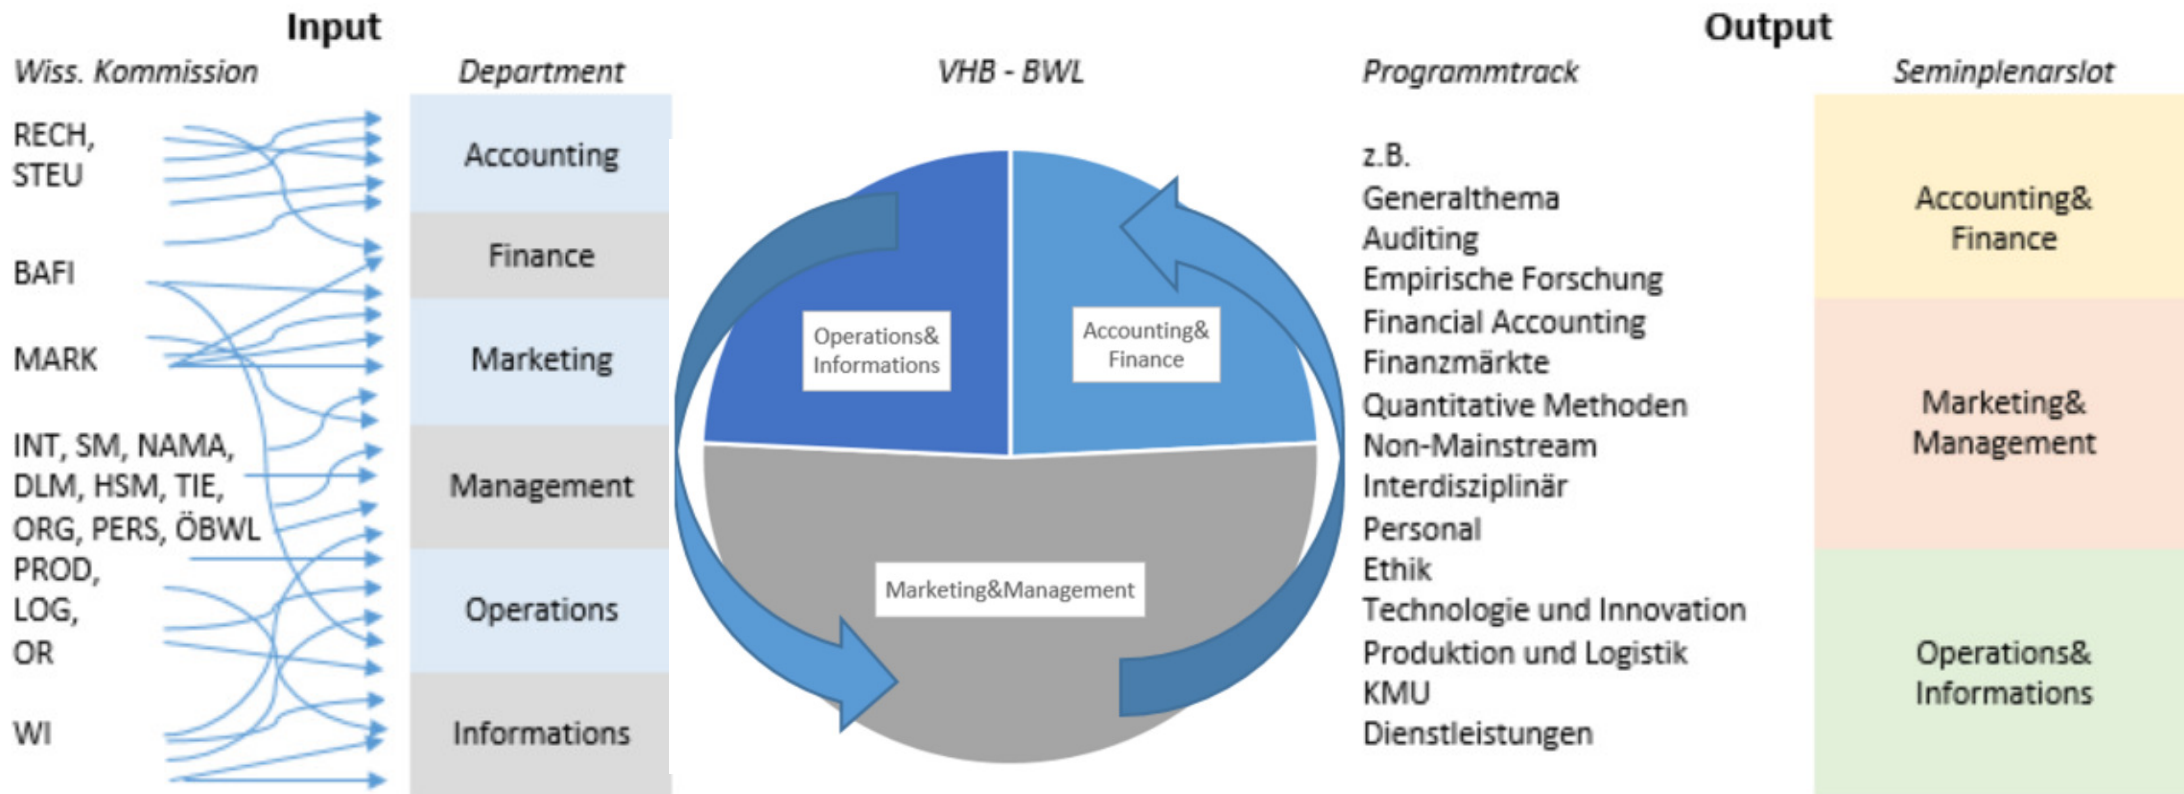 Input
Output
Wiss. Kommission
Department
VHB - BWL
Programmtrack
Seminplenarslot
RECH,
STEU
BAFI
MARK
INT, SM, NAMA,
DLM, HSM, TIE,
ORG, PERS, ÖBWL
PROD,
LOG,
OR
WI
Accounting
Finance
Marketing
Management
Operations
Informations
Operations&
Informations
Accounting&
Finance
Marketing&Management
z.B.
Generalthema
Auditing
Empirische Forschung
Financial Accounting
Finanzmärkte
Quantitative Methoden
Non-Mainstream
Interdisziplinär
Personal
Ethik
Technologie und Innovation
Produktion und Logistik
KMU
Dienstleistungen
Accounting&
Finance
Marketing&
Management
Operations&
Informations